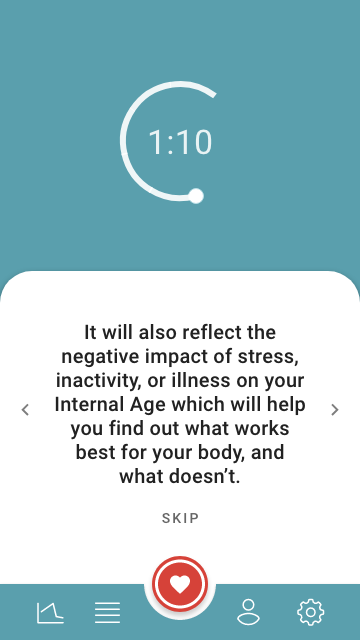 1:10
It will also reflect the
negative impact of stress,
inactivity, or illness on your
Internal Age which will help
you find out what works
best for your body, and
what doesn’t.
SKIP